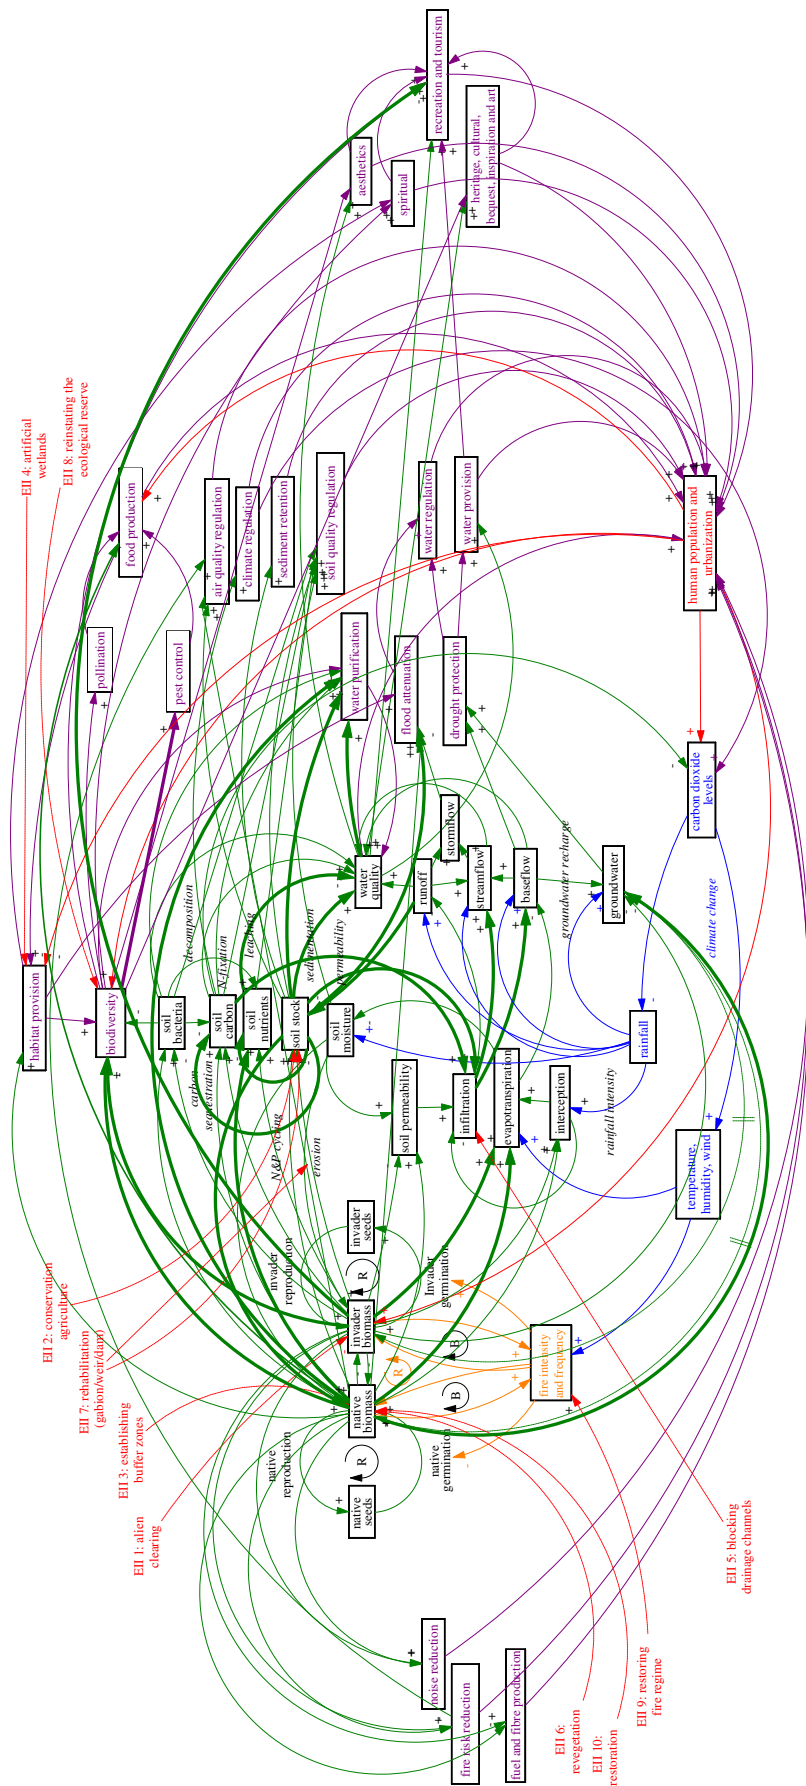 recreation and tourism
heritage, cultural,
bequest, inspiration and art
aesthetics
spiritual
EII 4: artificial
wetlands
EII 8: reinstating the
ecological reserve
food production
air quality regulation
climate regulation
sediment retention
soil quality regulation
water regulation
water provision
human population and
urbanization
pollination
pest control
water purification
flood attenuation
drought protection
carbon dioxide
levels
habitat provision
biodiversity
soil
bacteria
soil
carbon
soil
nutrients
soil stock
soil
moisture
decomposition
N-fixation
leaching
sedimentation
permeability
water
quality
runoff
stormflow
streamflow
baseflow
groundwater recharge
groundwater
climate change
carbon
sequestration
N&P cycling
erosion
soil permeability
infiltration
evapotranspiration
interception
rainfall
rainfall intensity
temperature,
humidity, wind
EII 2: conservation
agriculture
EII 7: rehabilitation
(gabion/weir/dam)
EII 3: establishing
buffer zones
EII 1: alien
clearing
invader
reproduction
invader
seeds
R
invader
biomass
Invader
germination
R
B
native
biomass
B
fire intensity
and frequency
native
reproduction
R
native
seeds
native
germination
EII 5: blocking
drainage channels
noise reduction
fire risk reduction
fuel and fibre production
EII 6:
revegetation
EII 10:
restoration
EII 9: restoring
fire regime